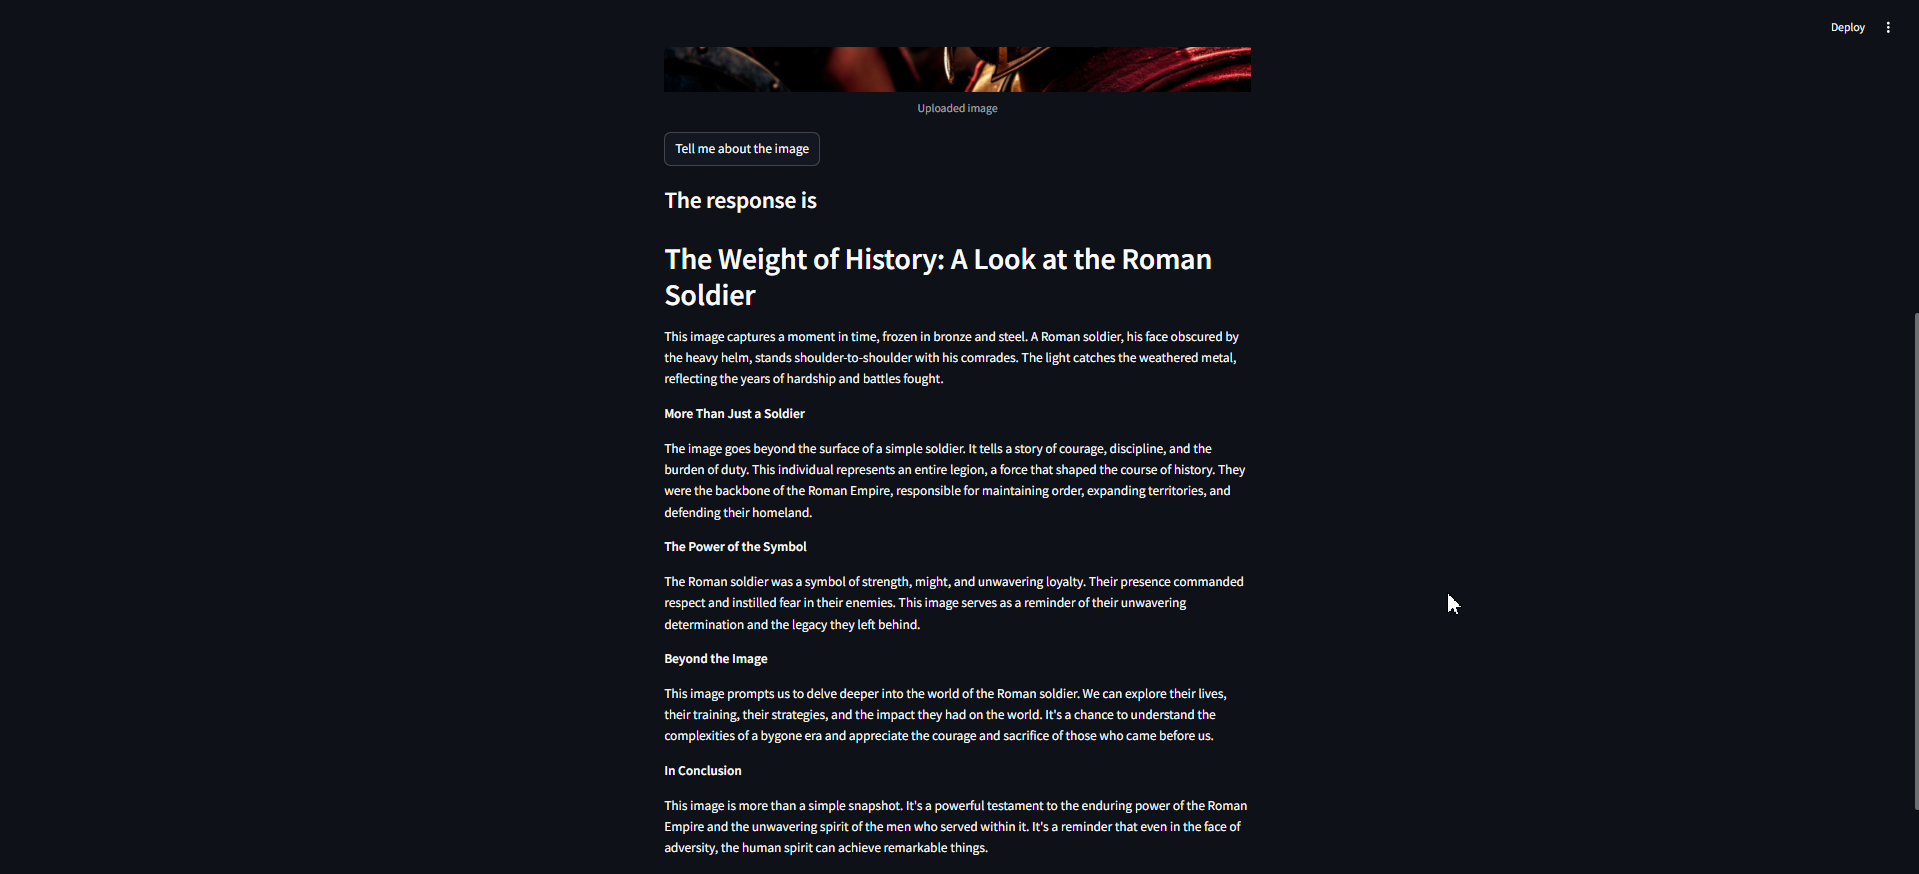 Deploy
Uploaded image
Tell me about the image
The response is
The Weight of History: A Look at the Roman
Soldier
This image captures a moment in time, frozen in bronze and steel. A Roman soldier, his face obscured by
the heavy helm, stands shoulder-to-shoulder with his comrades. The light catches the weathered metal,
reflecting the years of hardship and battles fought.
More Than Just a Soldier
The image goes beyond the surface of a simple soldier. It tells a story of courage, discipline, and the
burden of duty. This individual represents an entire legion, a force that shaped the course of history. They
were the backbone of the Roman Empire, responsible for maintaining order, expanding territories, and
defending their homeland.
The Power of the Symbol
The Roman soldier was a symbol of strength, might, and unwavering loyalty. Their presence commanded
respect and instilled fear in their enemies. This image serves as a reminder of their unwavering
determination and the legacy they left behind.
Beyond the Image
This image prompts us to delve deeper into the world of the Roman soldier. We can explore their lives,
their training, their strategies, and the impact they had on the world. It's a chance to understand the
complexities of a bygone era and appreciate the courage and sacrifice of those who came before us.
In Conclusion
This image is more than a simple snapshot. It's a powerful testament to the enduring power of the Roman
Empire and the unwavering spirit of the men who served within it. It's a reminder that even in the face of
adversity, the human spirit can achieve remarkable things.